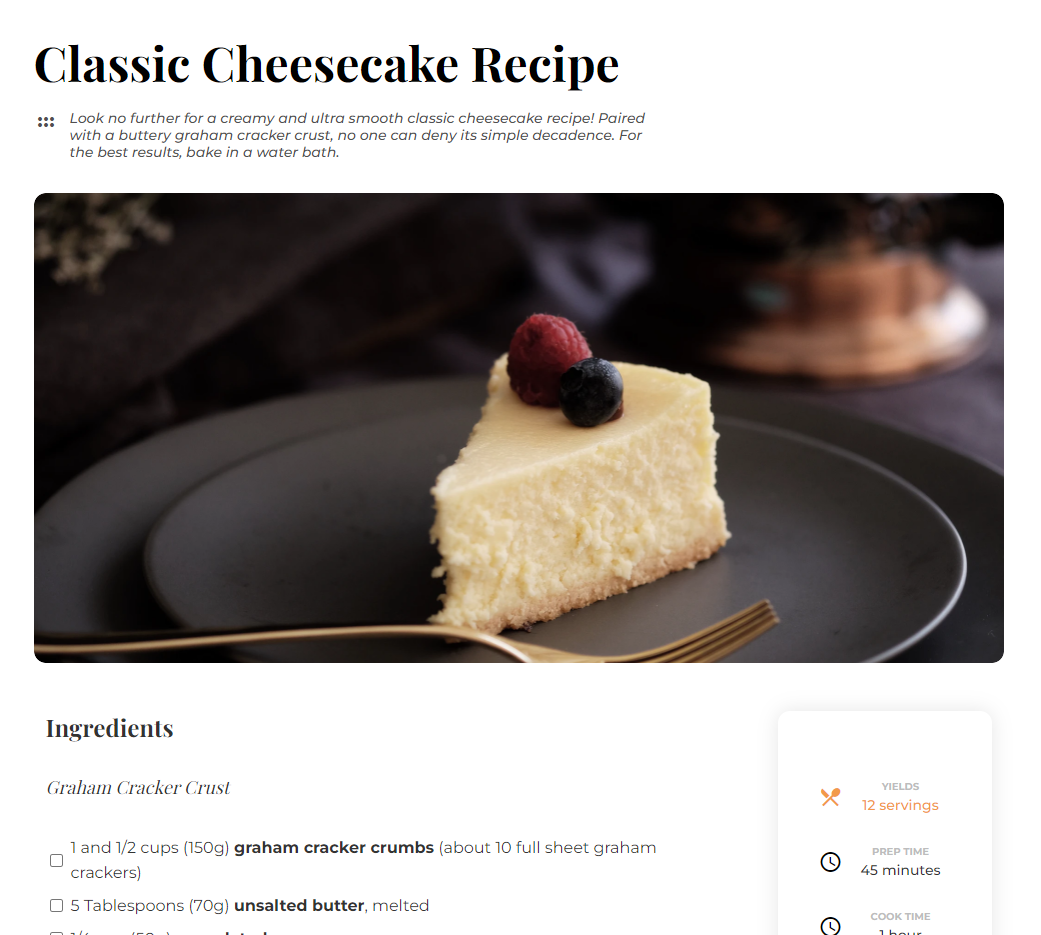 Classic Cheesecake Recipe
Look no further for a creamy and ultra smooth classic cheesecake recipe! Paired
with a buttery graham cracker crust, no one can deny its simple decadence. For
the best results, bake in a water bath.
Ingredients
Graham Cracker Crust
1 and 1/2 cups (150g) graham cracker crumbs (about 10 full sheet graham
crackers)
5 Tablespoons (70g) unsalted butter, melted
YIELDS
12 servings
PREP TIME
45 minutes
COOK TIME
1 hour